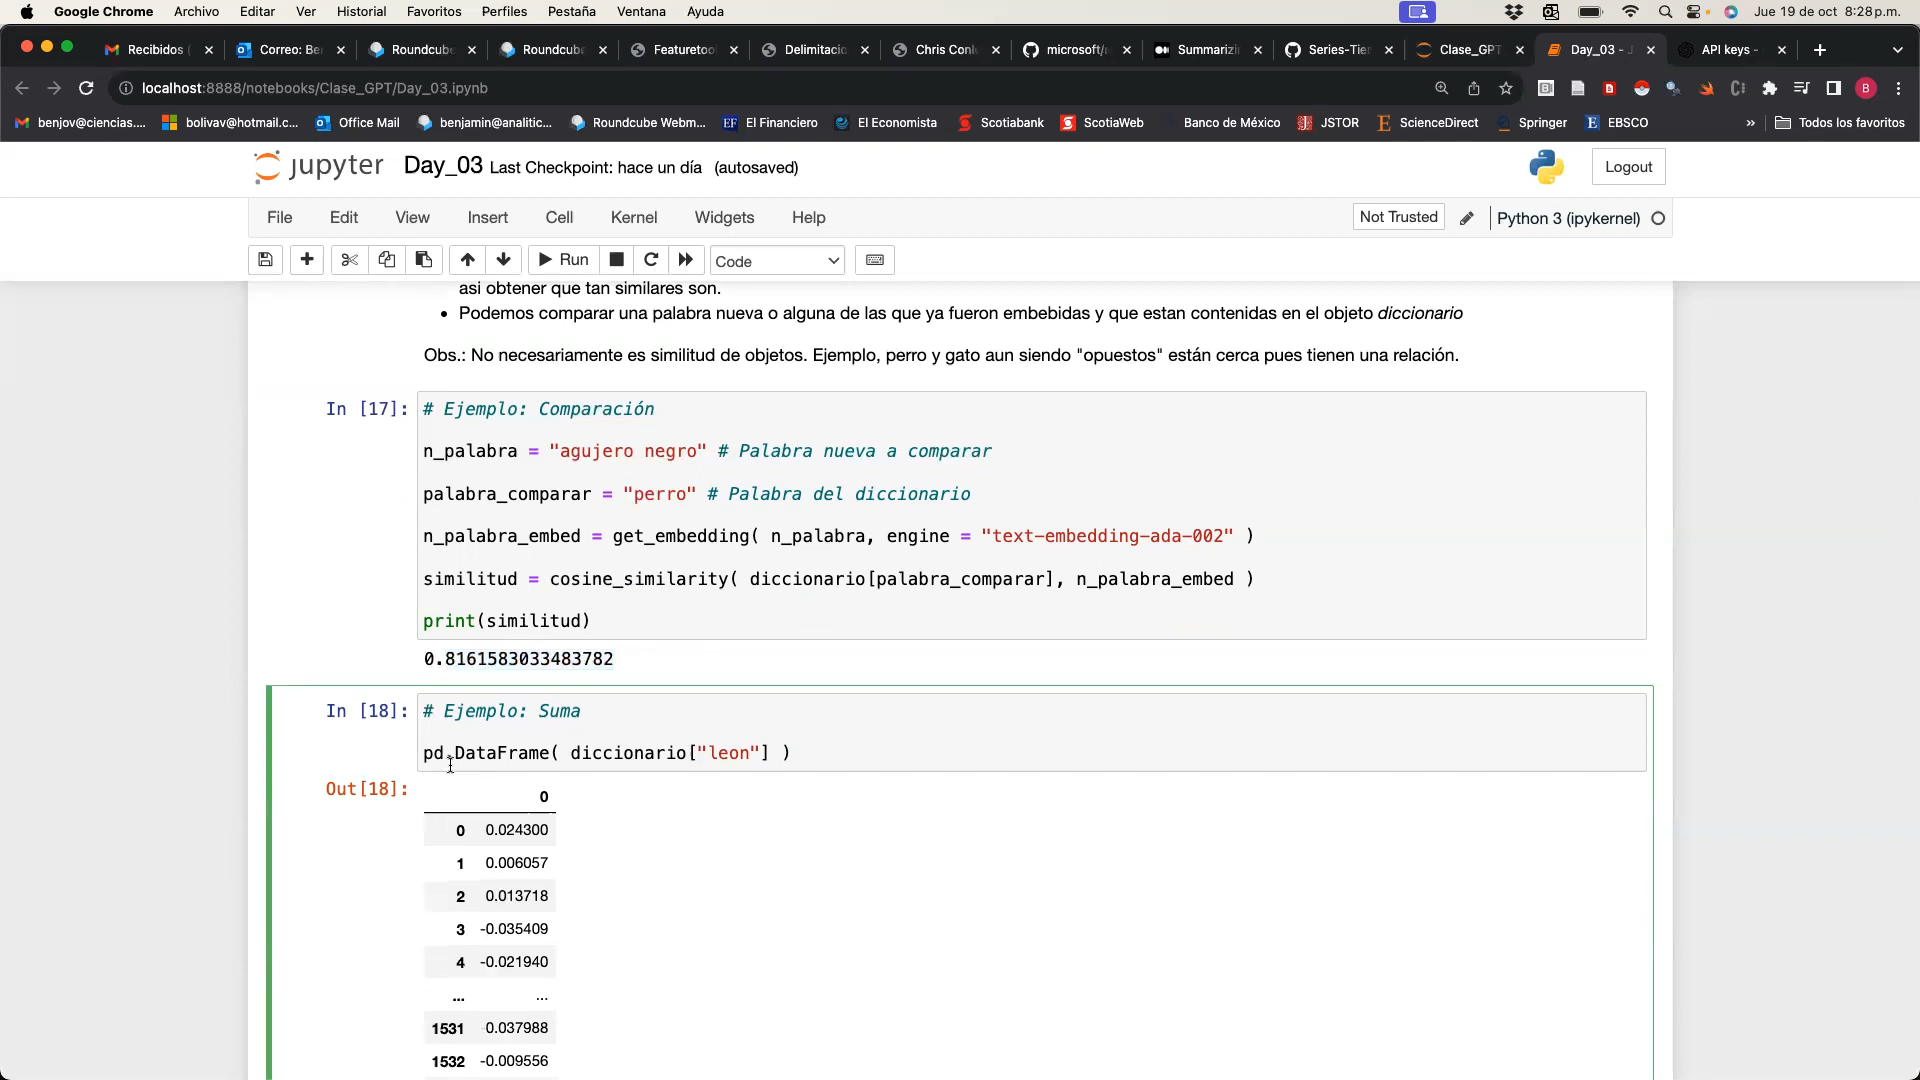 Google Chrome Archivo Editar Ver Historial Favoritos Perfiles Pestaña Ventana Ayuda Jue 19 de oct 8:28 p.m.
Recibidos ( Correo: Be Roundcube Roundcube Featuretoo Delimitacio Chris Conl microsoft/ Summarizi Series-Tie Clase_GPT Day_03 - J API keys -
localhost:8888/notebooks/Clase_GPT/Day_03.ipynb
benjov@ciencias.... bolivav@hotmail.c... Office Mail benjamin@analitic... Roundcube Webm... EF El Financiero El Economista Scotiabank ScotiaWeb Banco de México JSTOR ScienceDirect Springer EBSCO » Todos los favoritos
jupyter Day_03 Last Checkpoint: hace un día (autosaved) Logout
File Edit View Insert Cell Kernel Widgets Help Not Trusted Python 3 (ipykernel)
Run Code
asi obtener que tan similares son.
• Podemos comparar una palabra nueva o alguna de las que ya fueron embebidas y que estan contenidas en el objeto diccionario
Obs.: No necesariamente es similitud de objetos. Ejemplo, perro y gato aun siendo "opuestos" están cerca pues tienen una relación.
In [17]: # Ejemplo: Comparación
n_palabra = "agujero negro" # Palabra nueva a comparar
palabra_comparar = "perro" # Palabra del diccionario
n_palabra_embed = get_embedding( n_palabra, engine = "text-embedding-ada-002" )
similitud = cosine_similarity( diccionario[palabra_comparar], n_palabra_embed )
print(similitud)
0.8161583033483782
In [18]: # Ejemplo: Suma
pd.DataFrame( diccionario["leon"] )
Out[18]:
0
0 0.024300
1 0.006057
2 0.013718
3 -0.035409
4 -0.021940
... ...
1531 0.037988
1532 -0.009556